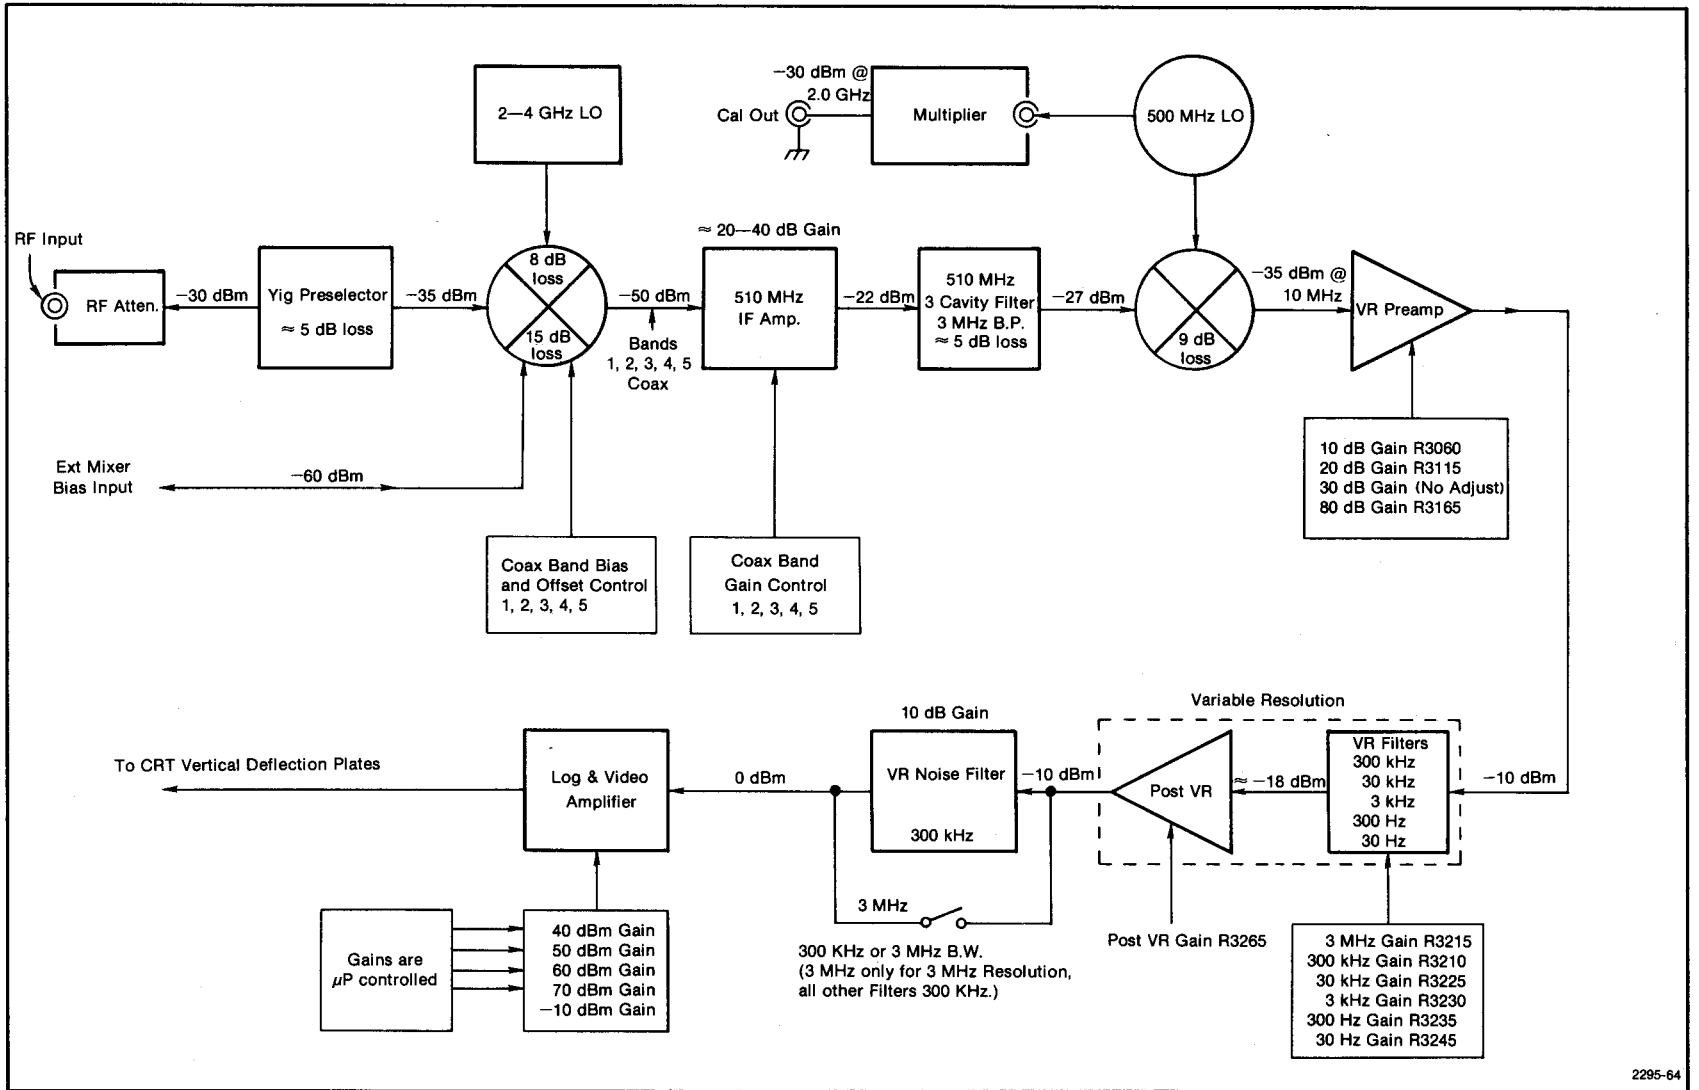 2—4 GHz LO
−30 dBm @
2.0 GHz
Cal Out
Multiplier
500 MHz LO
RF Input
RF Atten.
−30 dBm
Yig Preselector
≈ 5 dB loss
−35 dBm
8 dB
loss
15 dB
loss
−50 dBm
Bands
1, 2, 3, 4, 5
Coax
≈ 20—40 dB Gain
510 MHz
IF Amp.
−22 dBm
510 MHz
3 Cavity Filter
3 MHz B.P.
≈ 5 dB loss
−27 dBm
9 dB
loss
−35 dBm @
10 MHz
VR Preamp
Ext Mixer
Bias Input
−60 dBm
10 dB Gain R3060
20 dB Gain R3115
30 dB Gain (No Adjust)
80 dB Gain R3165
Coax Band Bias
and Offset Control
1, 2, 3, 4, 5
Coax Band
Gain Control
1, 2, 3, 4, 5
Variable Resolution
To CRT Vertical Deflection Plates
Log & Video
Amplifier
0 dBm
10 dB Gain
VR Noise Filter
300 kHz
−10 dBm
Post VR
≈ −18 dBm
VR Filters
300 kHz
30 kHz
3 kHz
300 Hz
30 Hz
−10 dBm
3 MHz
Gains are
μP controlled
40 dBm Gain
50 dBm Gain
60 dBm Gain
70 dBm Gain
−10 dBm Gain
300 KHz or 3 MHz B.W.
(3 MHz only for 3 MHz Resolution,
all other Filters 300 KHz.)
Post VR Gain R3265
3 MHz Gain R3215
300 kHz Gain R3210
30 kHz Gain R3225
3 kHz Gain R3230
300 Hz Gain R3235
30 Hz Gain R3245
2295-64